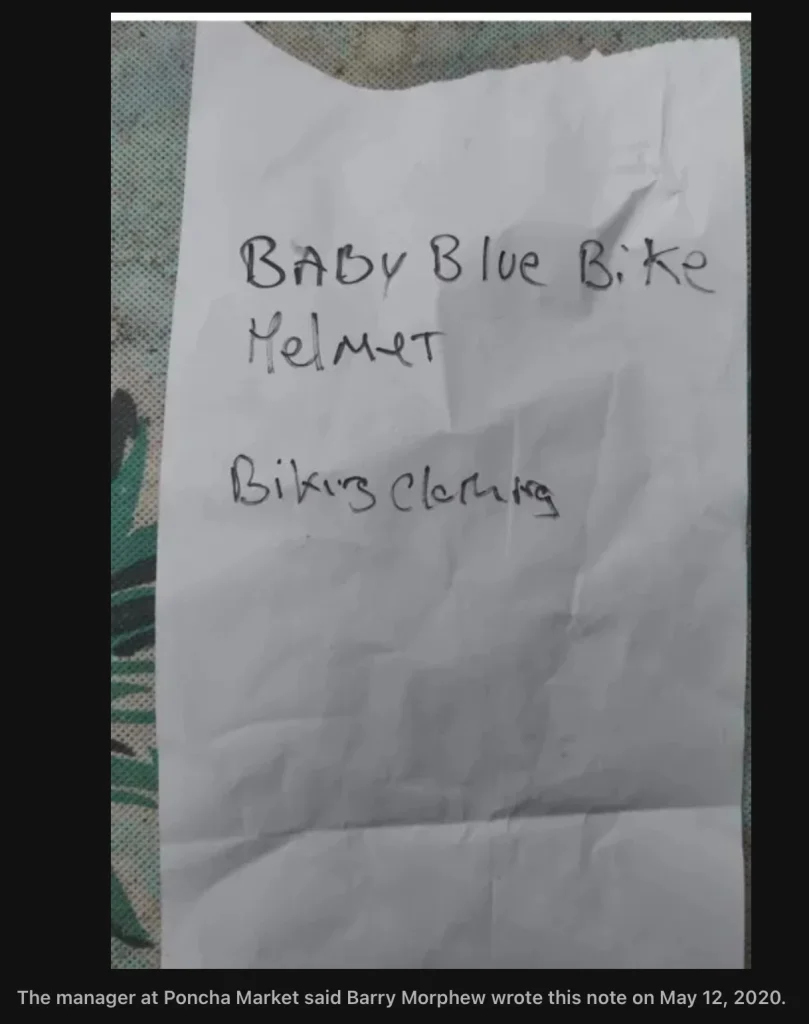 BABy Blue Bike
HelMeT
Biking Clothing
The manager at Poncha Market said Barry Morphew wrote this note on May 12, 2020.